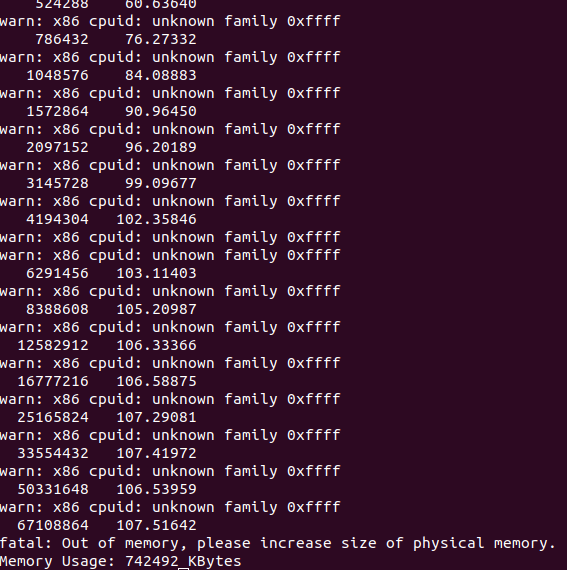 524288 60.63640
warn: x86 cpuid: unknown family 0xffff
786432 76.27332
warn: x86 cpuid: unknown family 0xffff
1048576 84.08883
warn: x86 cpuid: unknown family 0xffff
1572864 90.96450
warn: x86 cpuid: unknown family 0xffff
2097152 96.20189
warn: x86 cpuid: unknown family 0xffff
3145728 99.09677
warn: x86 cpuid: unknown family 0xffff
4194304 102.35846
warn: x86 cpuid: unknown family 0xffff
warn: x86 cpuid: unknown family 0xffff
6291456 103.11403
warn: x86 cpuid: unknown family 0xffff
8388608 105.20987
warn: x86 cpuid: unknown family 0xffff
12582912 106.33366
warn: x86 cpuid: unknown family 0xffff
16777216 106.58875
warn: x86 cpuid: unknown family 0xffff
25165824 107.29081
warn: x86 cpuid: unknown family 0xffff
33554432 107.41972
warn: x86 cpuid: unknown family 0xffff
50331648 106.53959
warn: x86 cpuid: unknown family 0xffff
67108864 107.51642
fatal: Out of memory, please increase size of physical memory.
Memory Usage: 742492 KBytes